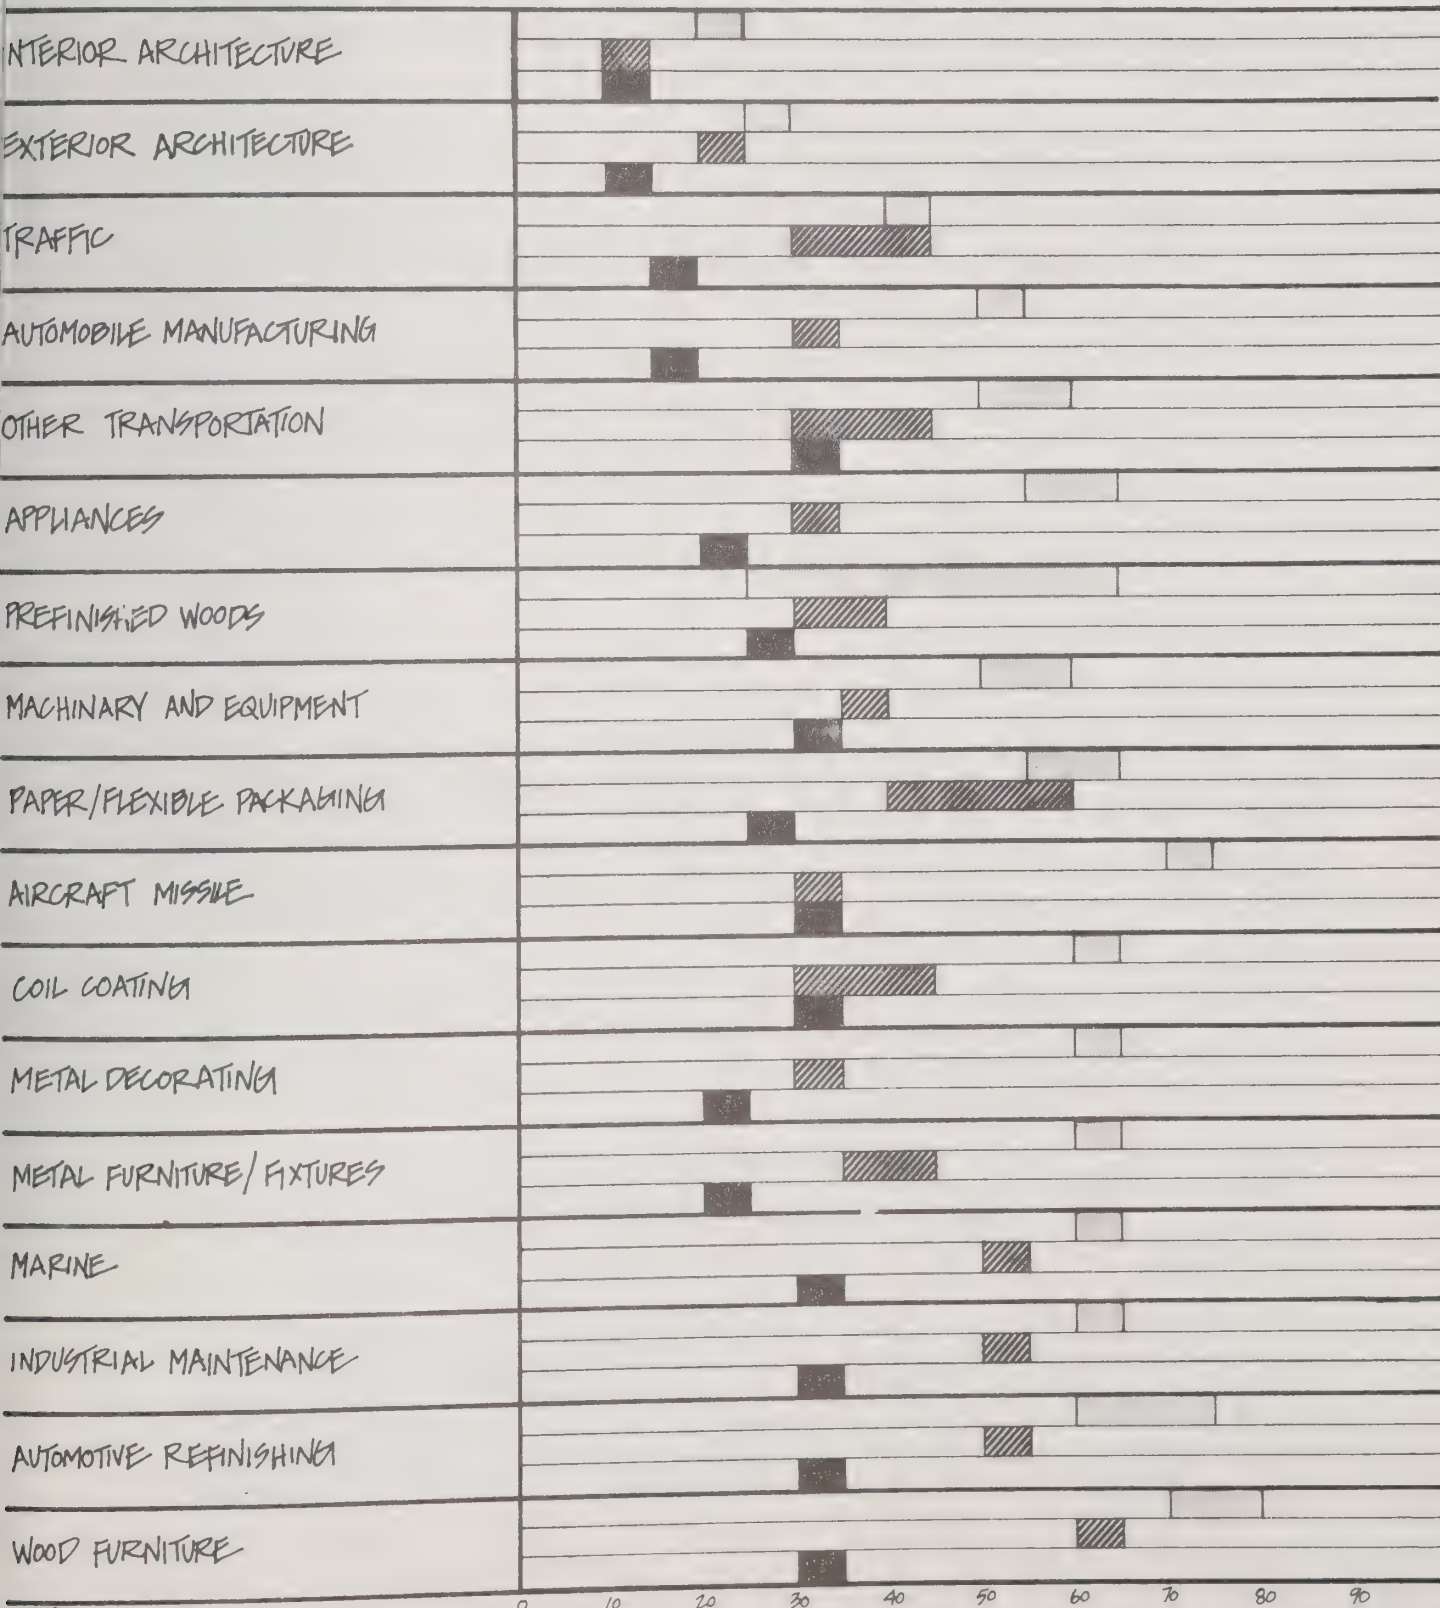 NTERIOR ARCHITECTURE
EXTERIOR ARCHITECTURE
TRAFFIC
AUTOMOBILE MANUFACTURING
OTHER TRANSPORTATION
APPLIANCES
PREFINISHED WOODS
MACHINARY AND EQUIPMENT
PAPER/FLEXIBLE PACKAGING
AIRCRAFT MISSILE
COIL COATING
METAL DECORATING
METAL FURNITURE/FIXTURES
MARINE
INDUSTRIAL MAINTENANCE
AUTOMOTIVE REFINISHING
WOOD FURNITURE
0 10 20 30 40 50 60 70 80 90